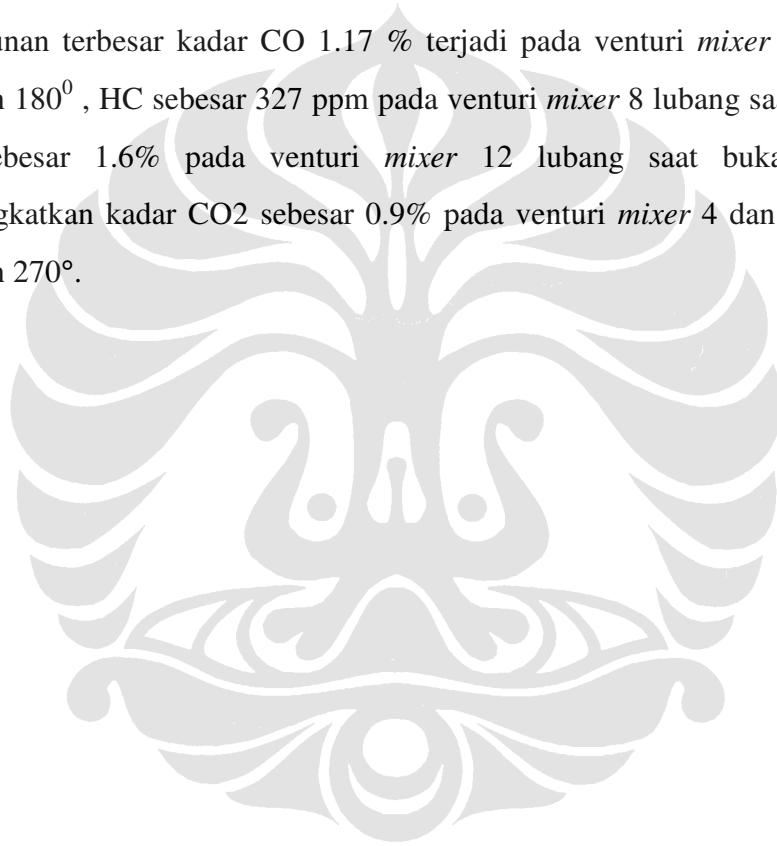 unan terbesar kadar CO 1.17 % terjadi pada venturi mixer
n 180⁰ , HC sebesar 327 ppm pada venturi mixer 8 lubang sa
ebesar 1.6% pada venturi mixer 12 lubang saat buka
gkatkan kadar CO2 sebesar 0.9% pada venturi mixer 4 dan
n 270°.